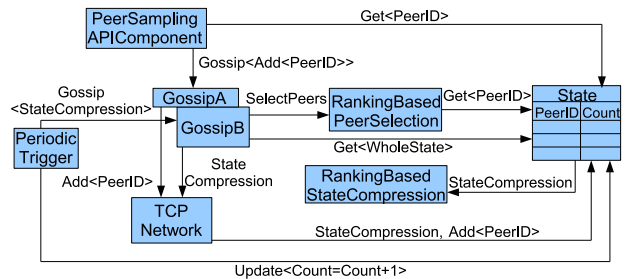 PeerSampling
APIComponent
Get<PeerID>
Gossip<Add<PeerID>>
Gossip
<StateCompression>
GossipA
GossipB
SelectPeers
RankingBased
PeerSelection
Get<PeerID>
State
PeerID Count
Periodic
Trigger
Get<WholeState>
Add<PeerID>
State
Compression
RankingBased
StateCompression
StateCompression
TCP
Network
StateCompression, Add<PeerID>
Update<Count=Count+1>